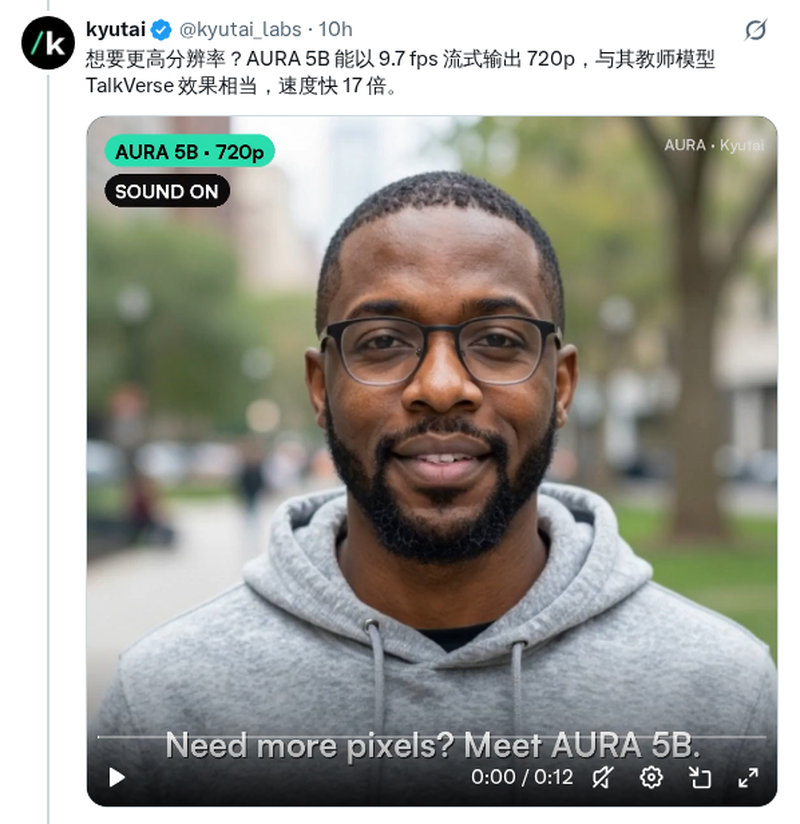 kyutai @kyutai_labs · 10h
想要更高分辨率？AURA 5B 能以 9.7 fps 流式输出 720p，与其教师模型
TalkVerse 效果相当，速度快 17 倍。
AURA 5B • 720p
AURA • Kyutai
SOUND ON
Need more pixels? Meet AURA 5B.
0:00 / 0:12